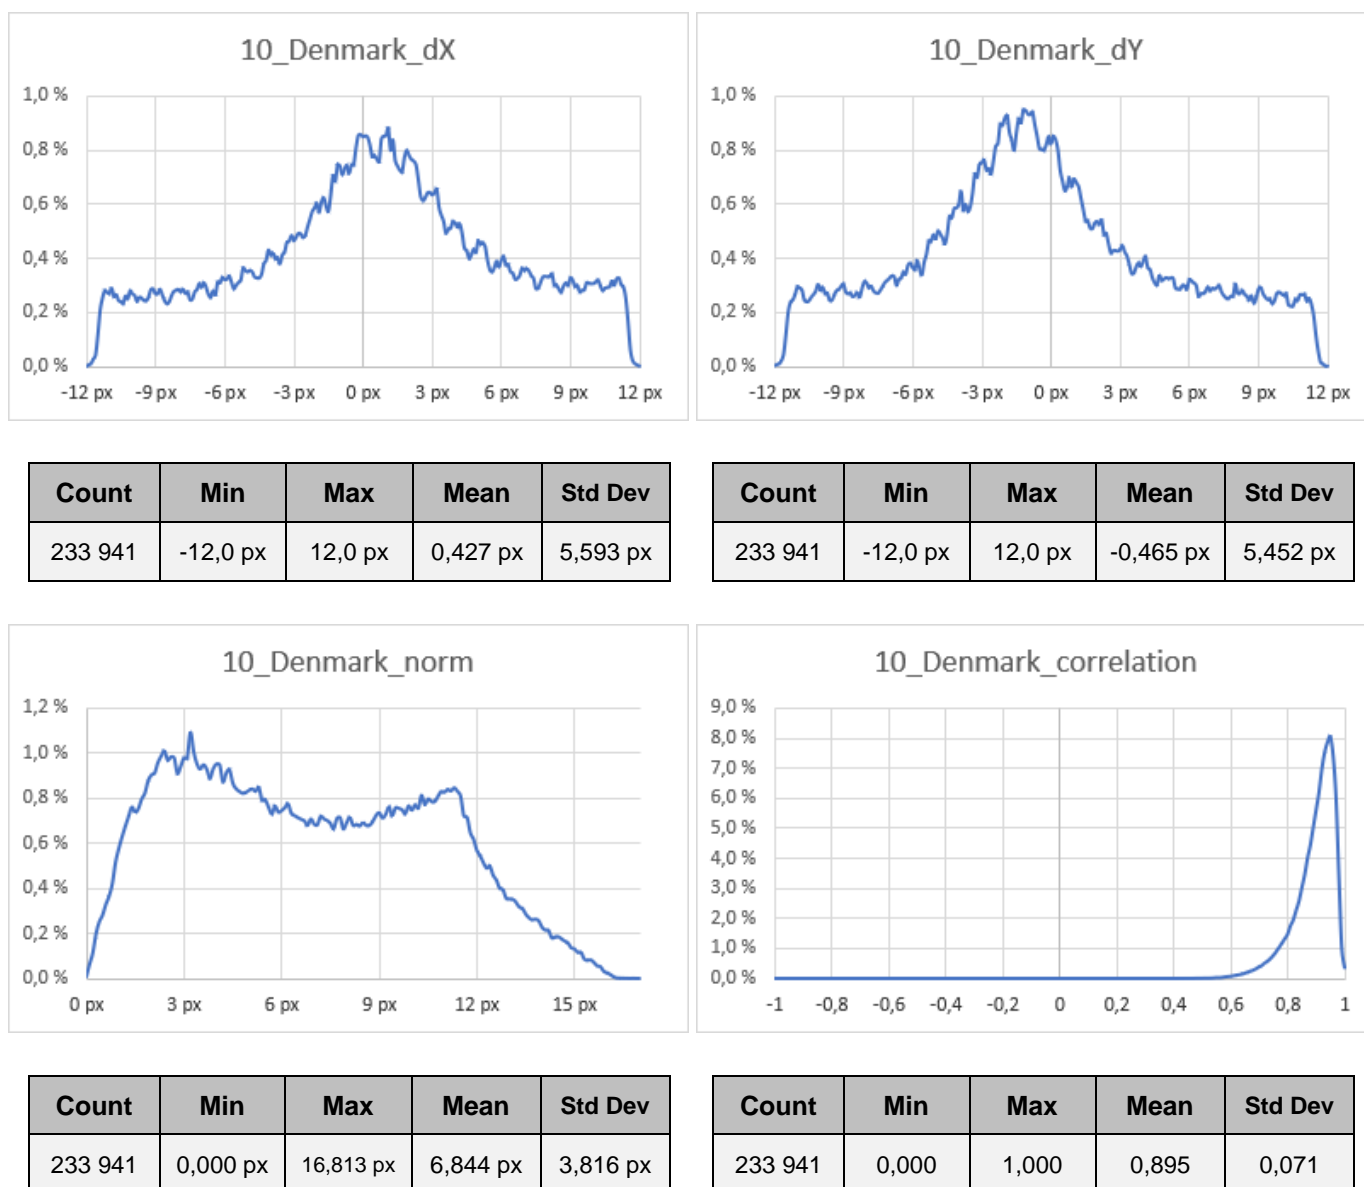 10_Denmark_dX
1,0 %
0,8 %
0,6 %
0,4 %
0,2 %
0,0 %
-12 px -9 px -6 px -3 px 0 px 3 px 6 px 9 px 12 px
10_Denmark_dY
1,0 %
0,8 %
0,6 %
0,4 %
0,2 %
0,0 %
-12 px -9 px -6 px -3 px 0 px 3 px 6 px 9 px 12 px
Count Min Max Mean Std Dev
233 941 -12,0 px 12,0 px 0,427 px 5,593 px
Count Min Max Mean Std Dev
233 941 -12,0 px 12,0 px -0,465 px 5,452 px
10_Denmark_norm
1,2 %
1,0 %
0,8 %
0,6 %
0,4 %
0,2 %
0,0 %
0 px 3 px 6 px 9 px 12 px 15 px
10_Denmark_correlation
9,0 %
8,0 %
7,0 %
6,0 %
5,0 %
4,0 %
3,0 %
2,0 %
1,0 %
0,0 %
-1 -0,8 -0,6 -0,4 -0,2 0 0,2 0,4 0,6 0,8 1
Count Min Max Mean Std Dev
233 941 0,000 px 16,813 px 6,844 px 3,816 px
Count Min Max Mean Std Dev
233 941 0,000 1,000 0,895 0,071